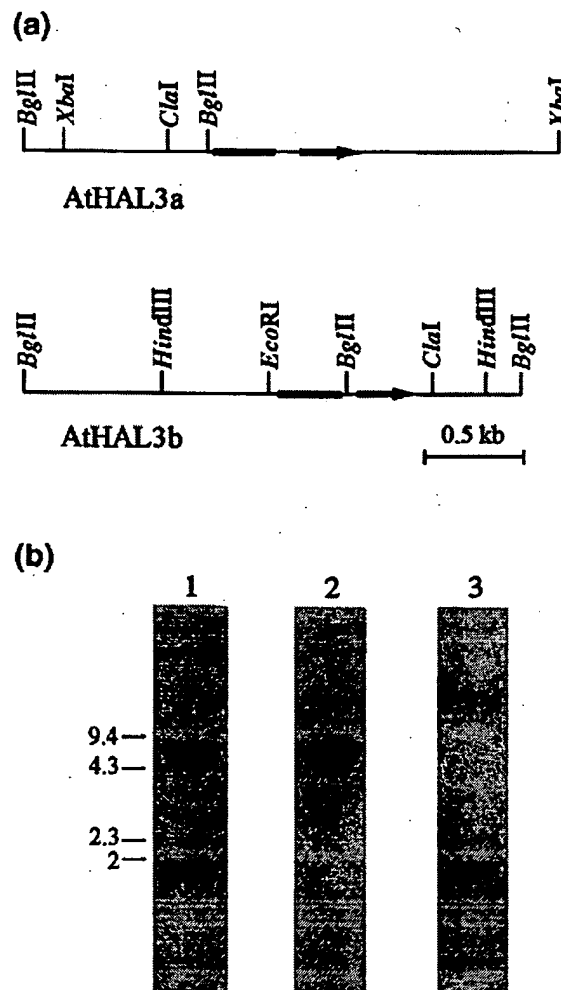 (a)
BglII XbaI ClaI BglII XbaI
AtHAL3a
BglII HindIII EcoRI BglII ClaI HindIII BglII
AtHAL3b
0.5 kb
(b)
1 2 3
9.4
4.3
2.3
2